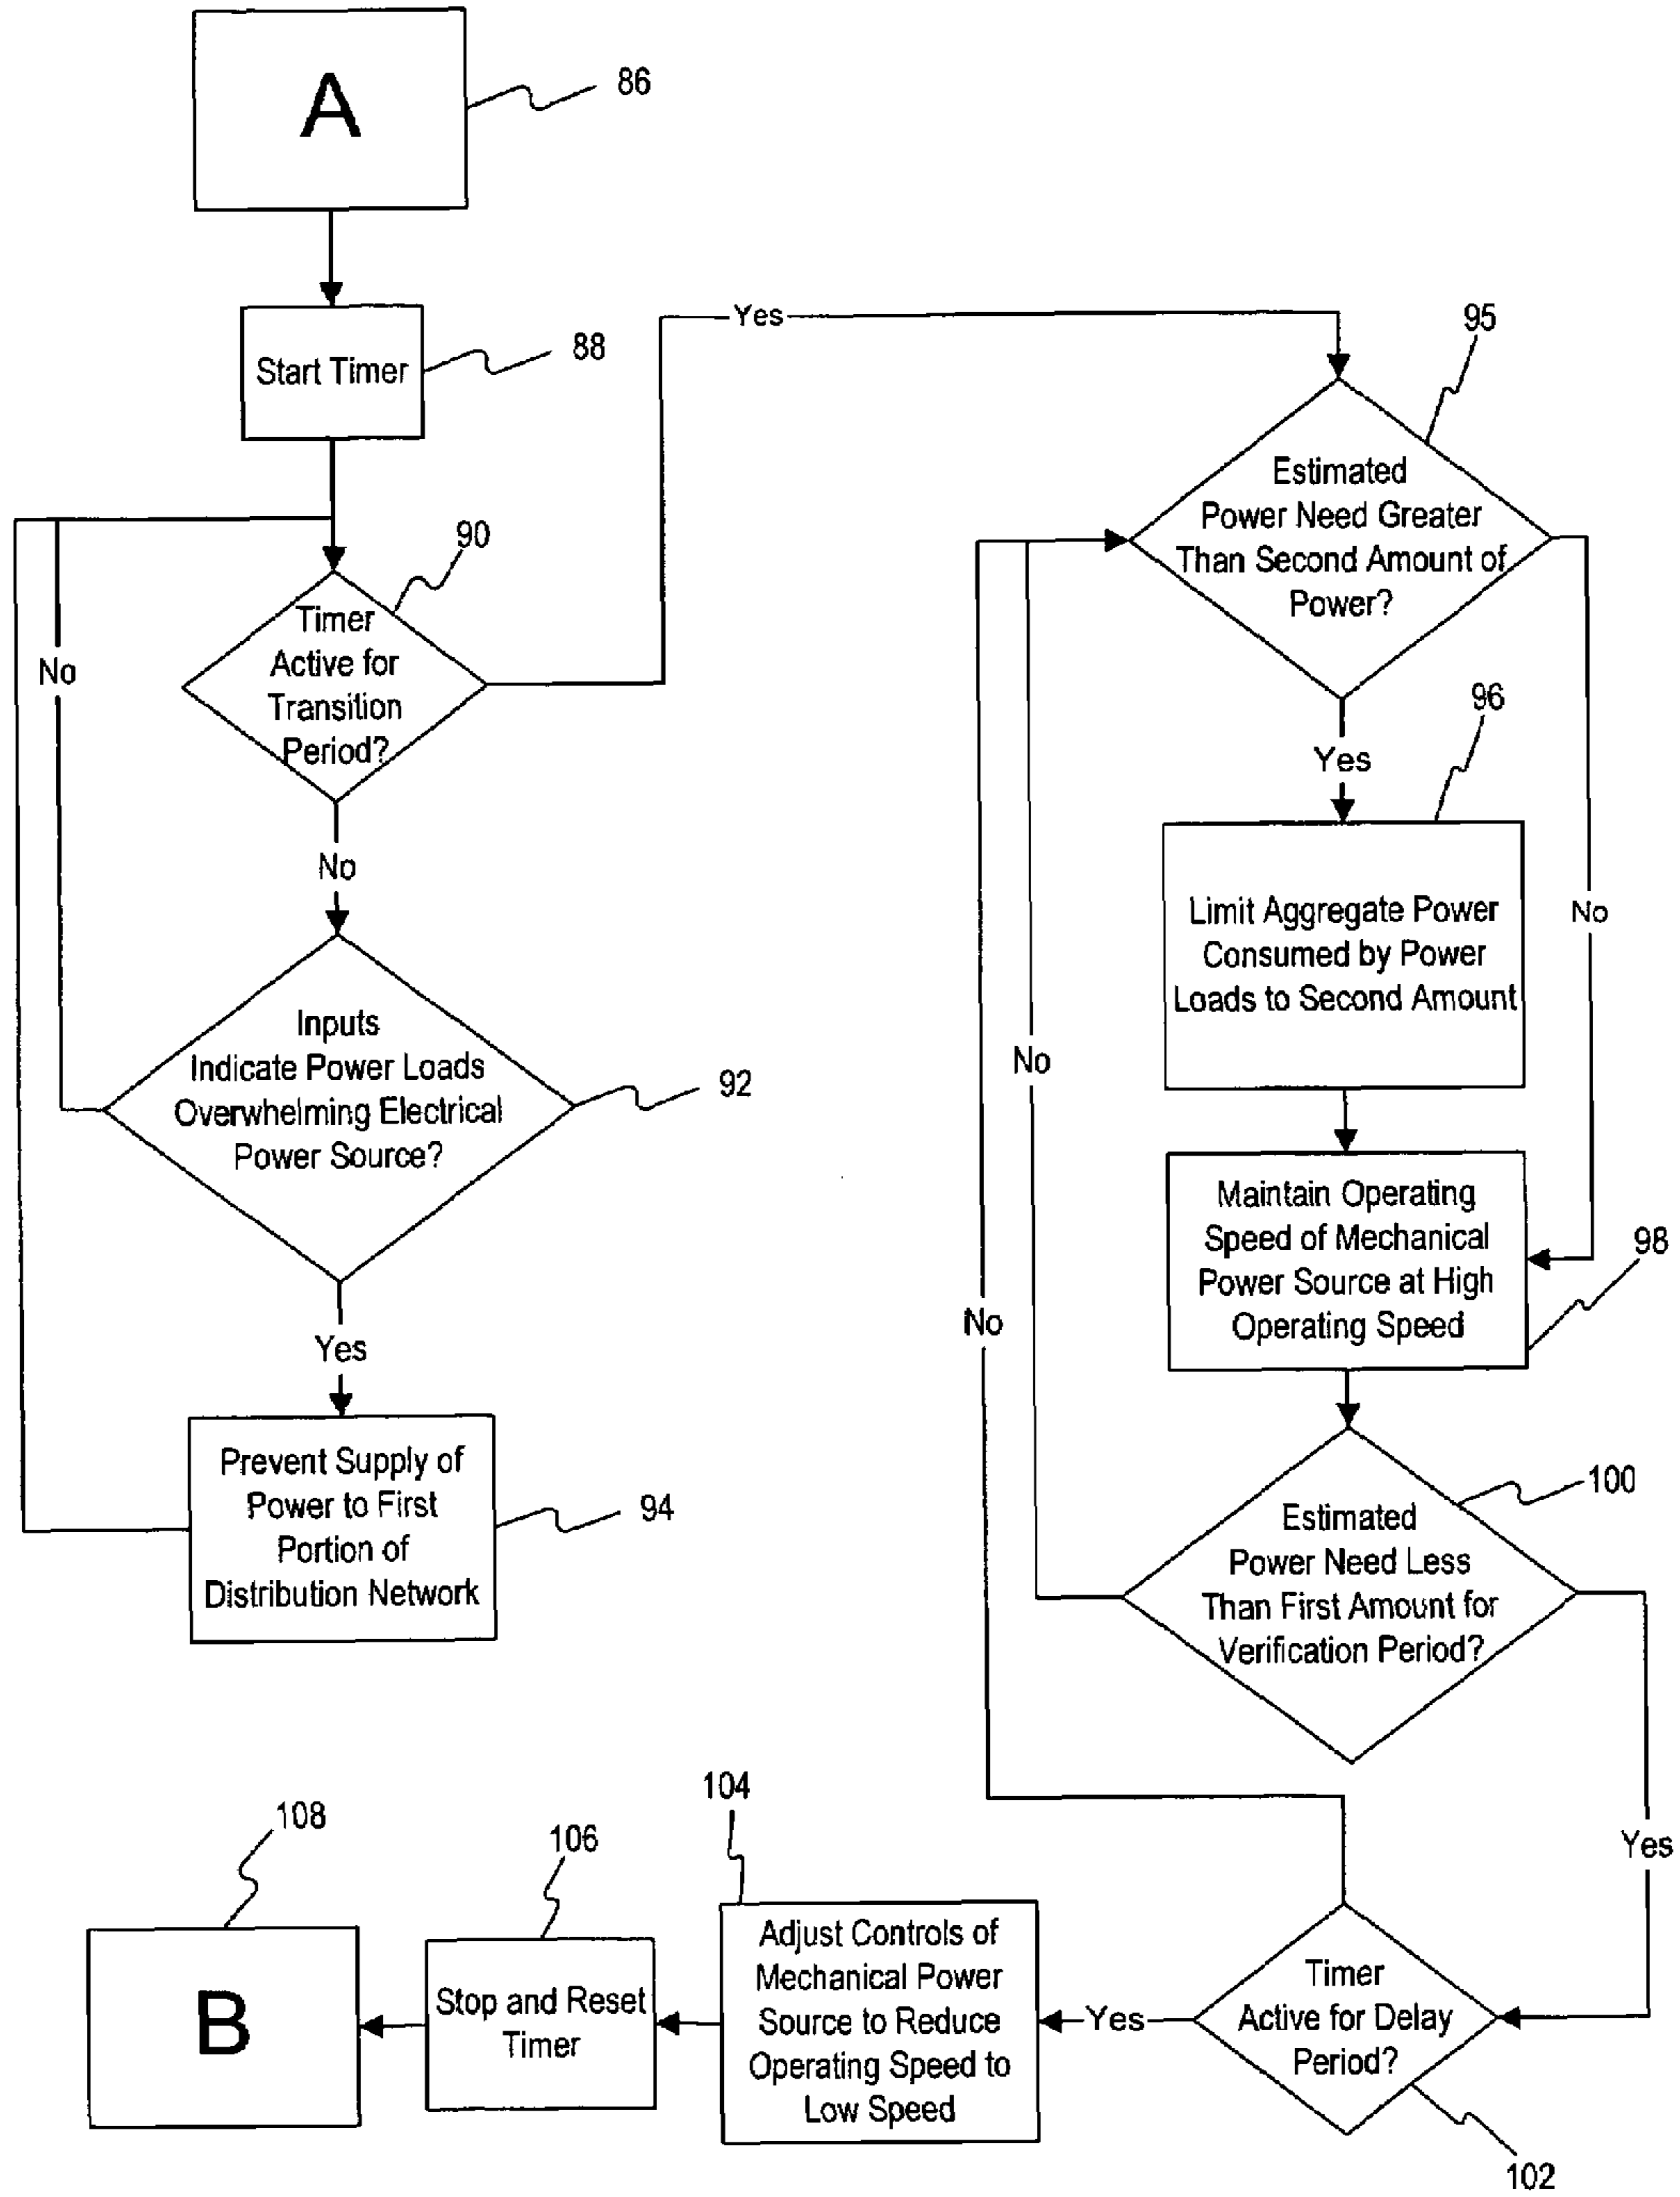 A
86
Start Timer
88
Yes
95
90
Timer
Active for
Transition
Period?
No
Estimated
Power Need Greater
Than Second Amount of
Power?
Yes
96
No
Inputs
Indicate Power Loads
Overwhelming Electrical
Power Source?
92
Limit Aggregate Power
Consumed by Power
Loads to Second Amount
No
No
No
Maintain Operating
Speed of Mechanical
Power Source at High
Operating Speed
98
Yes
Prevent Supply of
Power to First
Portion of
Distribution Network
94
Estimated
Power Need Less
Than First Amount for
Verification Period?
100
Yes
108
B
106
Stop and Reset
Timer
104
Adjust Controls of
Mechanical Power
Source to Reduce
Operating Speed to
Low Speed
Yes
Timer
Active for Delay
Period?
102